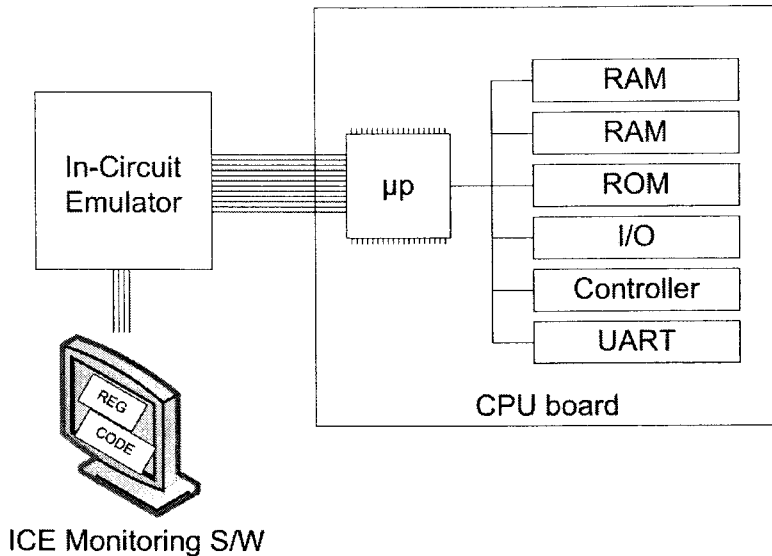 In-Circuit
Emulator
μp
RAM
RAM
ROM
I/O
Controller
UART
CPU board
REG
CODE
ICE Monitoring S/W